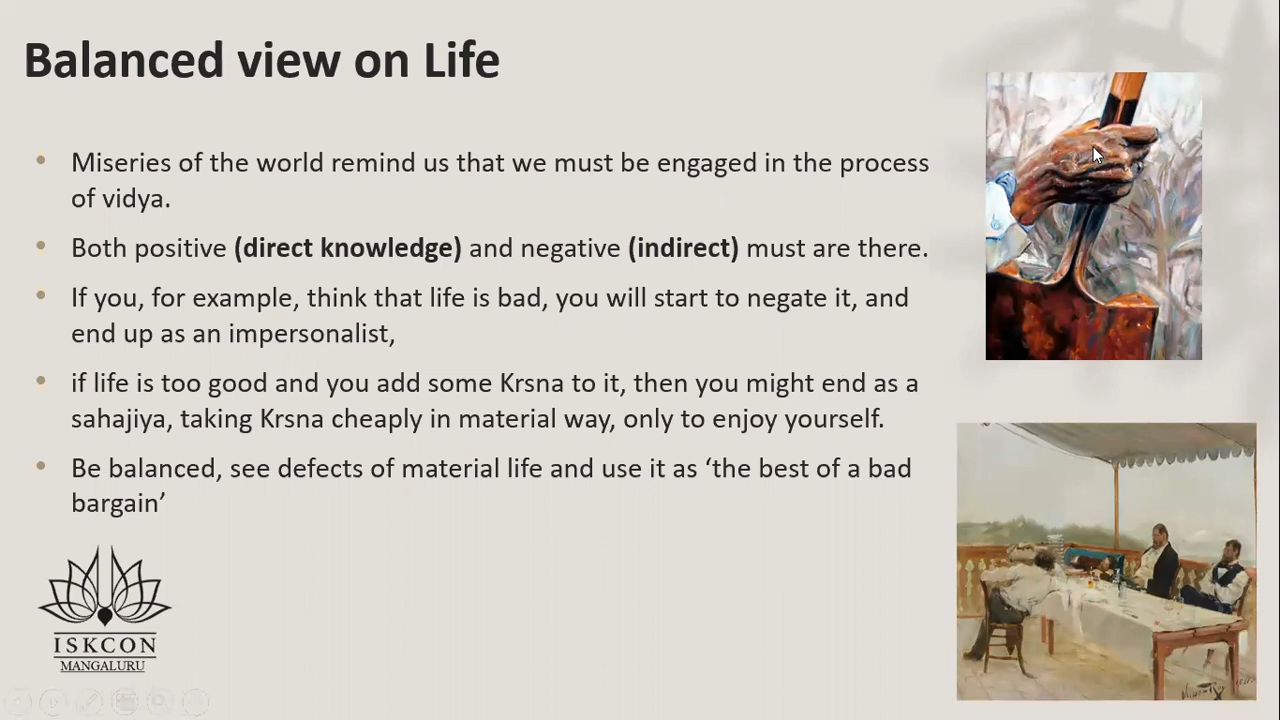 Balanced view on Life
Miseries of the world remind us that we must be engaged in the process
of vidya.
Both positive (direct knowledge) and negative (indirect) must are there.
If you, for example, think that life is bad, you will start to negate it, and
end up as an impersonalist,
if life is too good and you add some Krsna to it, then you might end as a
sahajiya, taking Krsna cheaply in material way, only to enjoy yourself.
Be balanced, see defects of material life and use it as ‘the best of a bad
bargain’
ISKCON
MANGALURU